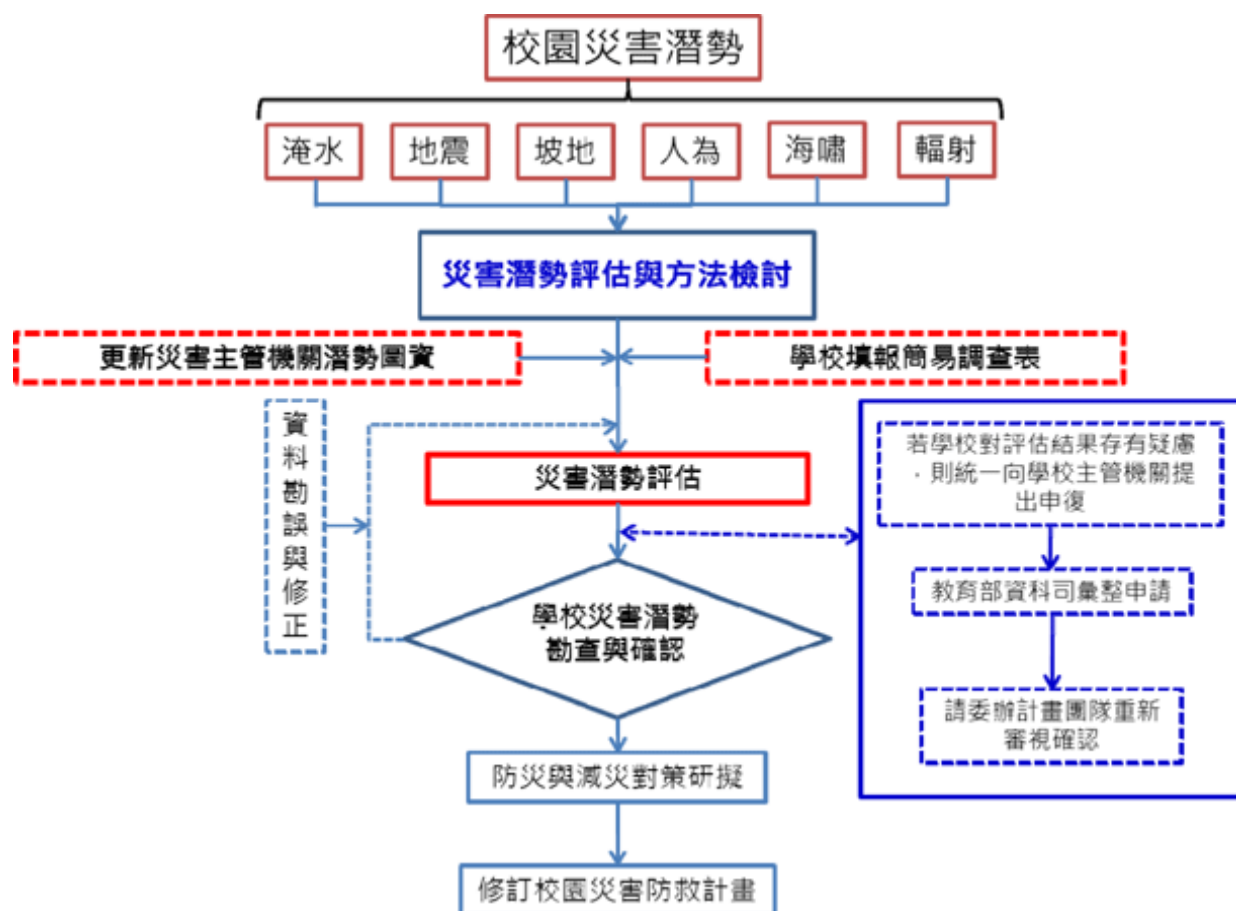 校園災害潛勢
淹水
地震
坡地
人為
海嘯
輻射
災害潛勢評估與方法檢討
更新災害主管機關潛勢圖資
學校填報簡易調查表
資料勘誤與修正
災害潛勢評估
若學校對評估結果存有疑慮
，則統一向學校主管機關提
出申復
教育部資科司彙整申請
請委辦計畫團隊重新
審視確認
學校災害潛勢
勘查與確認
防災與減災對策研擬
修訂校園災害防救計畫